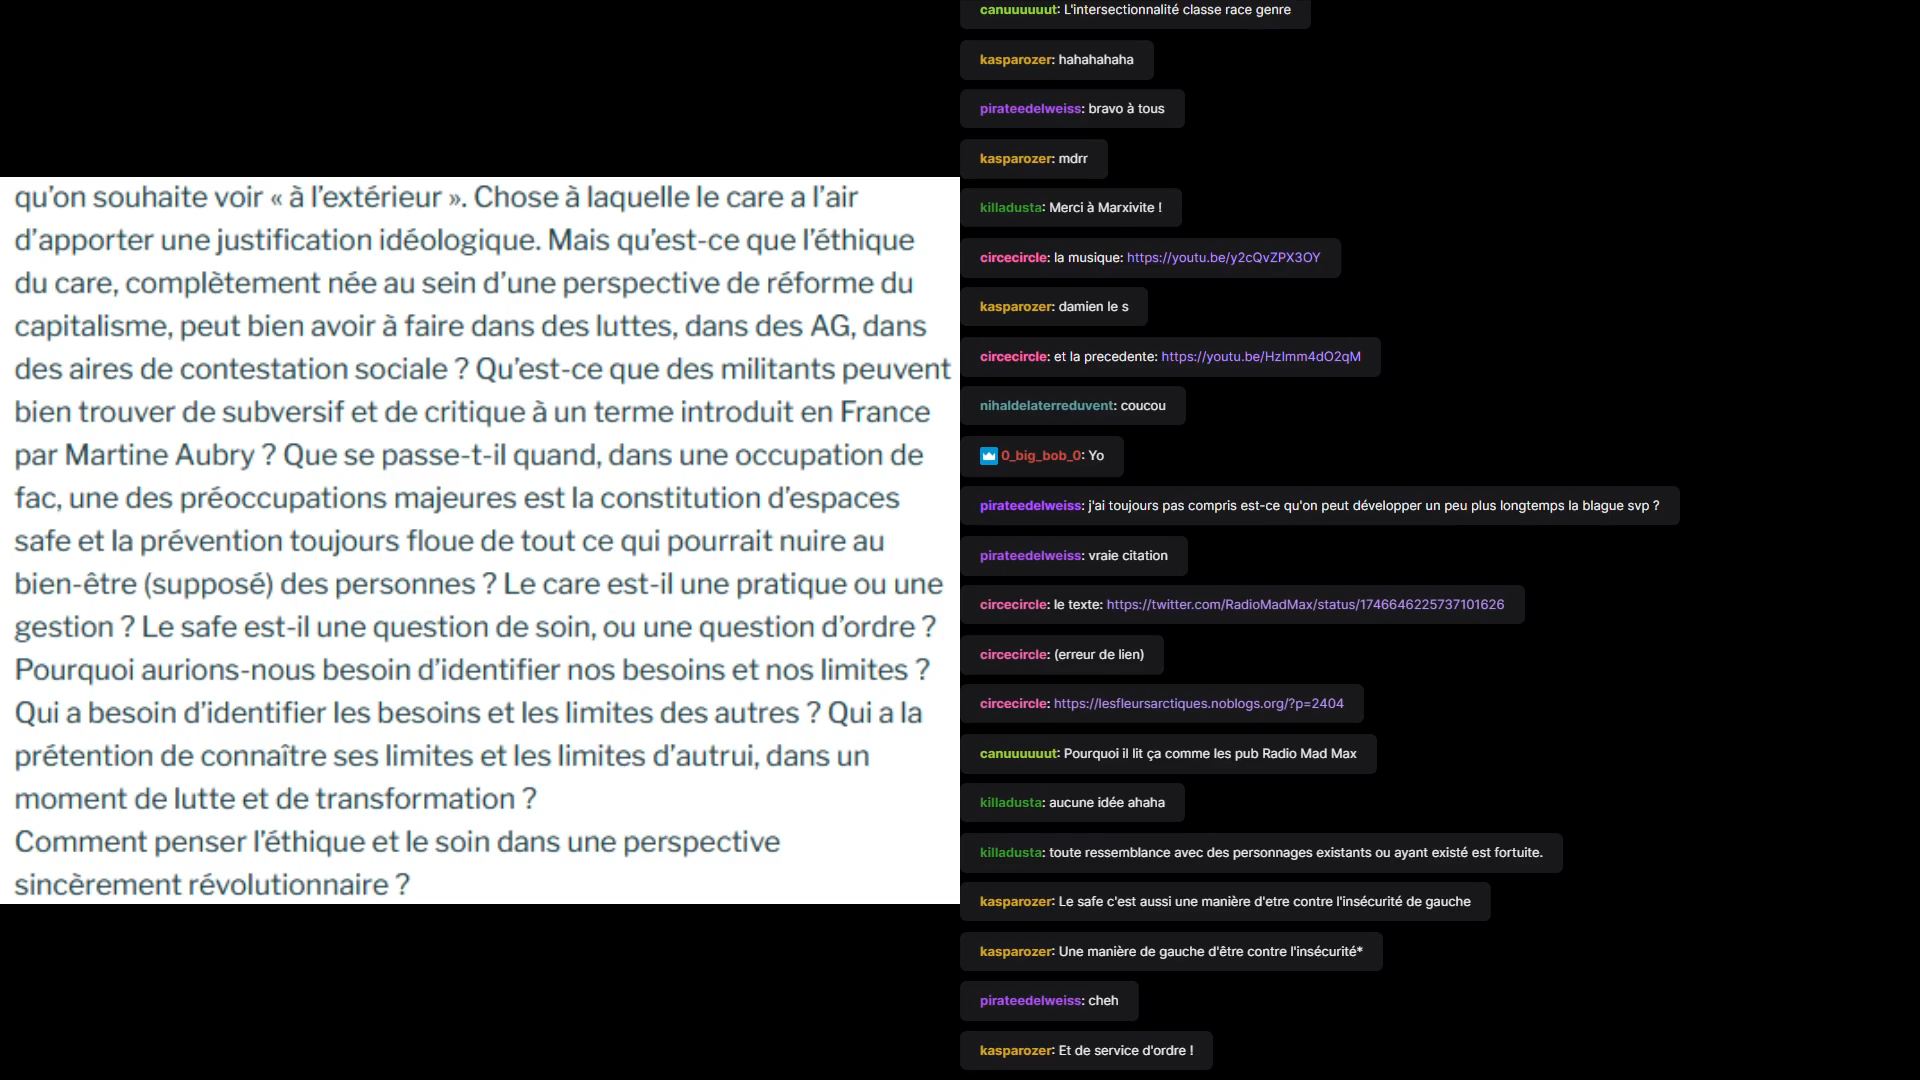 qu’on souhaite voir « à l’extérieur ». Chose à laquelle le care a l’air
d’apporter une justification idéologique. Mais qu’est-ce que l’éthique
du care, complètement née au sein d’une perspective de réforme du
capitalisme, peut bien avoir à faire dans des luttes, dans des AG, dans
des aires de contestation sociale ? Qu’est-ce que des militants peuvent
bien trouver de subversif et de critique à un terme introduit en France
par Martine Aubry ? Que se passe-t-il quand, dans une occupation de
fac, une des préoccupations majeures est la constitution d’espaces
safe et la prévention toujours floue de tout ce qui pourrait nuire au
bien-être (supposé) des personnes ? Le care est-il une pratique ou une
gestion ? Le safe est-il une question de soin, ou une question d’ordre ?
Pourquoi aurions-nous besoin d’identifier nos besoins et nos limites ?
Qui a besoin d’identifier les besoins et les limites des autres ? Qui a la
prétention de connaître ses limites et les limites d’autrui, dans un
moment de lutte et de transformation ?
Comment penser l’éthique et le soin dans une perspective
sincèrement révolutionnaire ?
canuuuuuut: L'intersectionnalité classe race genre
kasparozer: hahahahaha
pirateedelweiss: bravo à tous
kasparozer: mdrr
killadusta: Merci à Marxivite !
circecircle: la musique: https://youtu.be/y2cQvZPX3OY
kasparozer: damien le s
circecircle: et la precedente: https://youtu.be/HzImm4dO2qM
nihaldelaterreduvent: coucou
0_big_bob_0: Yo
pirateedelweiss: j'ai toujours pas compris est-ce qu'on peut développer un peu plus longtemps la blague svp ?
pirateedelweiss: vraie citation
circecircle: le texte: https://twitter.com/RadioMadMax/status/1746646225737101626
circecircle: (erreur de lien)
circecircle: https://lesfleursarctiques.noblogs.org/?p=2404
canuuuuuut: Pourquoi il lit ça comme les pub Radio Mad Max
killadusta: aucune idée ahaha
killadusta: toute ressemblance avec des personnages existants ou ayant existé est fortuite.
kasparozer: Le safe c'est aussi une manière d'etre contre l'insécurité de gauche
kasparozer: Une manière de gauche d'être contre l'insécurité*
pirateedelweiss: cheh
kasparozer: Et de service d'ordre !